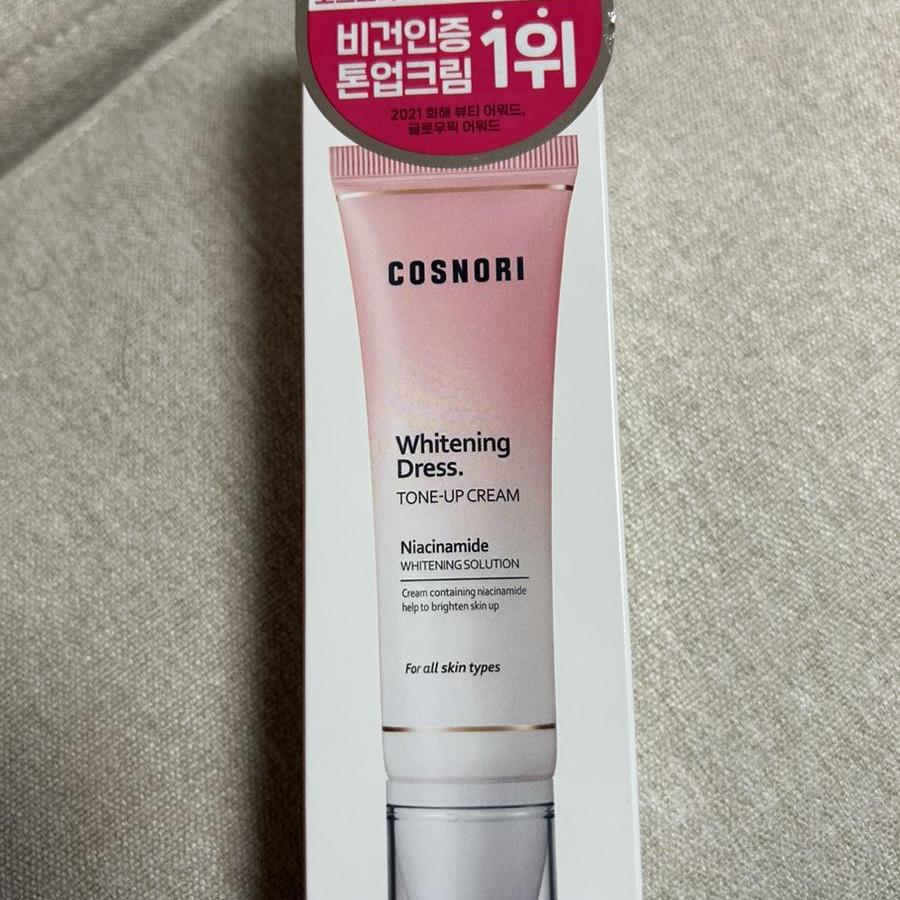 비건인증
톤업크림
1위
2021 화해 뷰티 어워드,
글로우픽 어워드
COSNORI
Whitening
Dress.
TONE-UP CREAM
Niacinamide
WHITENING SOLUTION
Cream containing niacinamide
help to brighten skin up
For all skin types